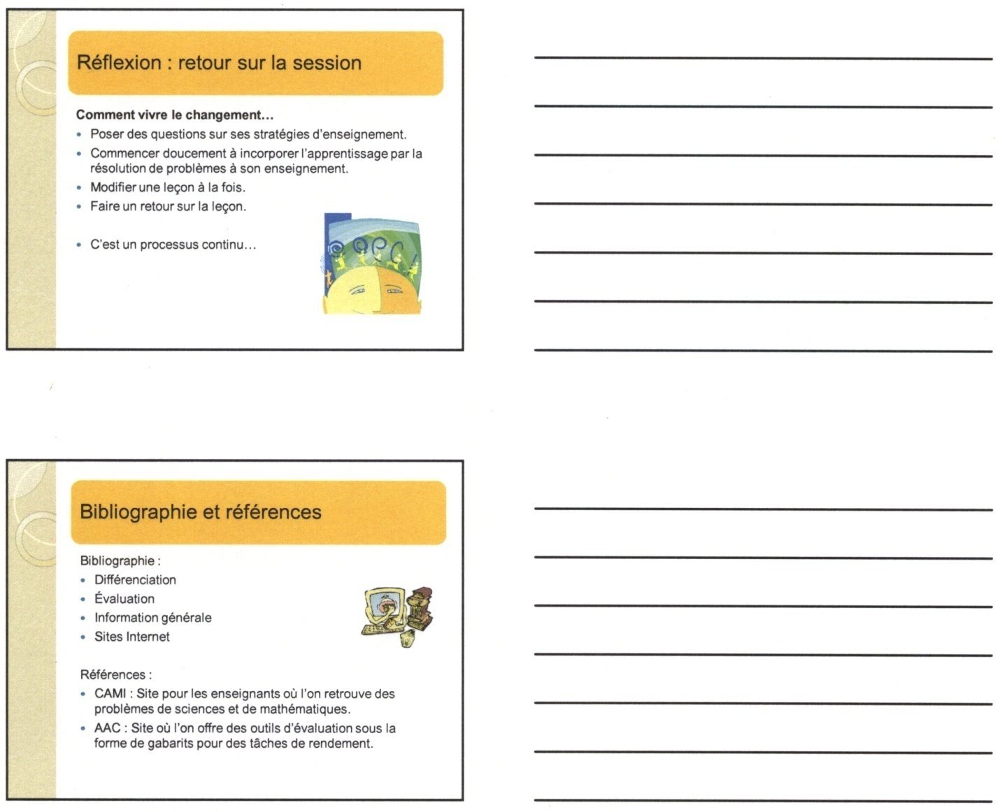 Réflexion : retour sur la session
Comment vivre le changement…
• Poser des questions sur ses stratégies d'enseignement.
• Commencer doucement à incorporer l'apprentissage par la
résolution de problèmes à son enseignement.
• Modifier une leçon à la fois.
• Faire un retour sur la leçon.
• C'est un processus continu…
Bibliographie et références
Bibliographie :
• Différenciation
• Évaluation
• Information générale
• Sites Internet
Références :
• CAMI : Site pour les enseignants où l'on retrouve des
problèmes de sciences et de mathématiques.
• AAC : Site où l'on offre des outils d'évaluation sous la
forme de gabarits pour des tâches de rendement.